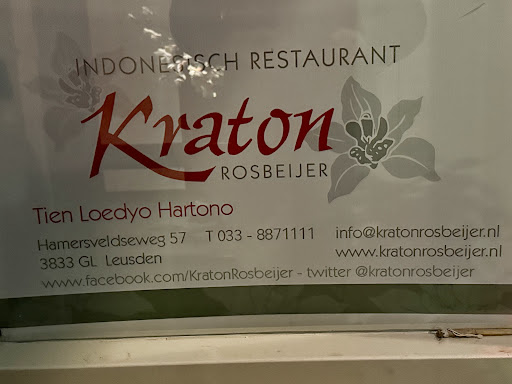 INDONESISCH RESTAURANT
Kraton
ROSBEIJER
Tien Loedyo Hartono
Hamersveldseweg 57 T 033 - 8871111 info@kratonrosbeijer.nl
3833 GL Leusden www.kratonrosbeijer.nl
www.facebook.com/KratonRosbeijer - twitter @kratonrosbeijer